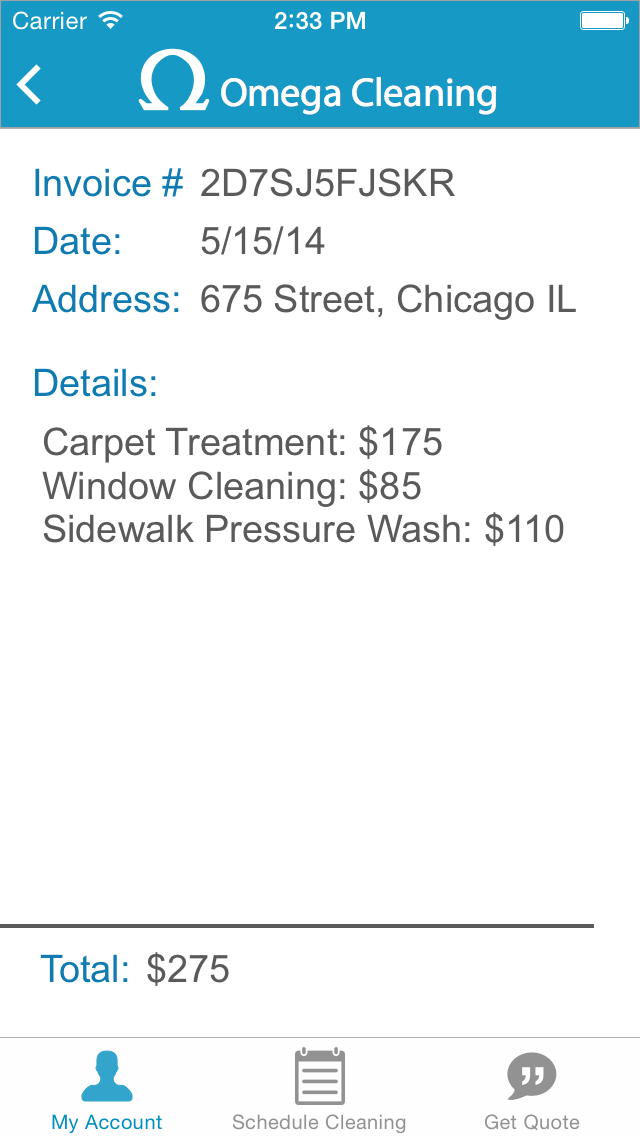 Carrier 2:33 PM
Omega Cleaning
Invoice # 2D7SJ5FJSKR
Date: 5/15/14
Address: 675 Street, Chicago IL
Details:
Carpet Treatment: $175
Window Cleaning: $85
Sidewalk Pressure Wash: $110
Total: $275
My Account Schedule Cleaning Get Quote